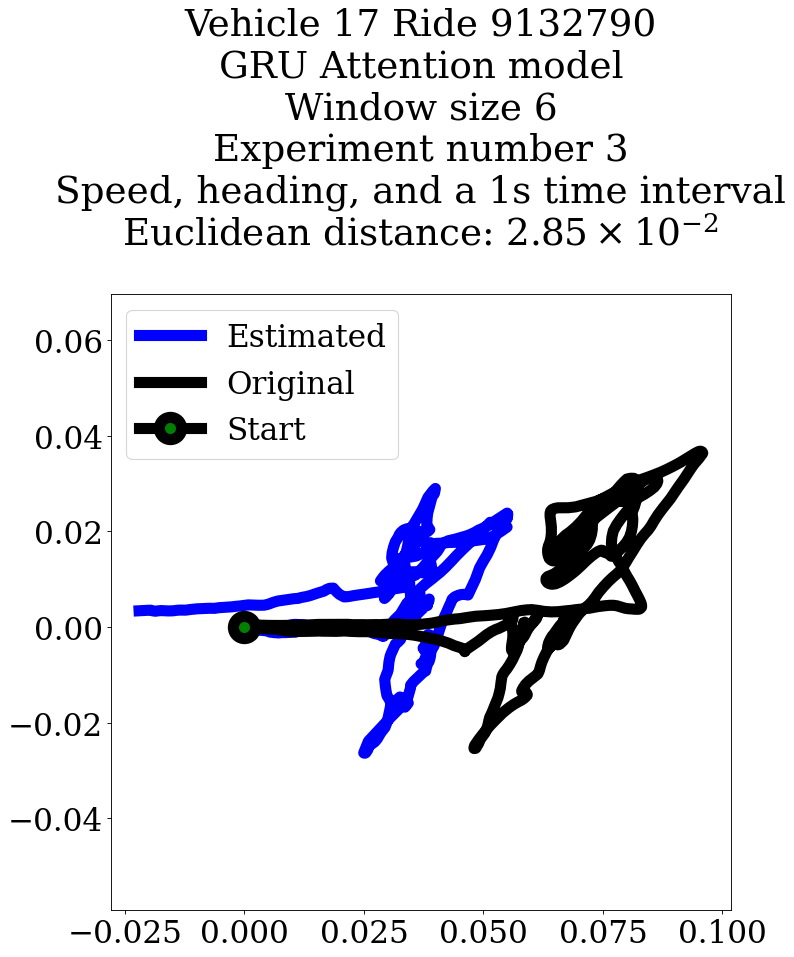 Vehicle 17 Ride 9132790
GRU Attention model
Window size 6
Experiment number 3
Speed, heading, and a 1s time interval
Euclidean distance: 2.85 × 10⁻²
Estimated
Original
Start
0.06
0.04
0.02
0.00
−0.02
−0.04
−0.025 0.000 0.025 0.050 0.075 0.100